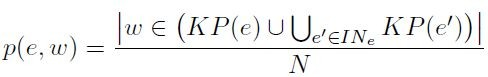 p(e, w) = |w ∈ (KP(e) ∪ ⋃_{e'∈IN_e} KP(e'))| / N